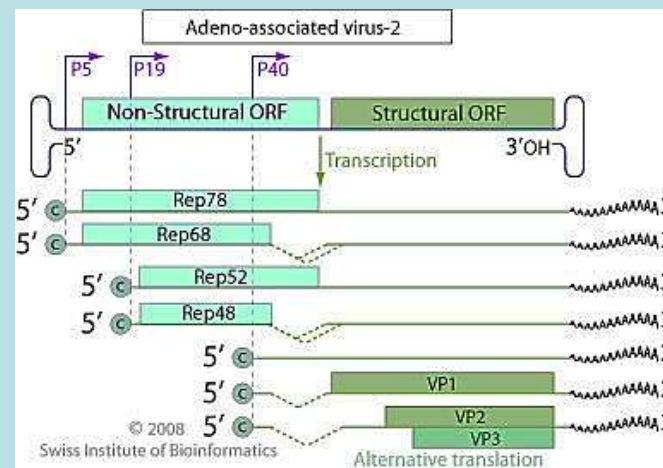 Adeno-associated virus-2
P5 P19 P40
Non-Structural ORF Structural ORF
5' 3'OH
Transcription
5' C Rep78
5' C Rep68
5' C Rep52
5' C Rep48
5' C
5' C VP1
5' C VP2
VP3
© 2008
Swiss Institute of Bioinformatics
Alternative translation